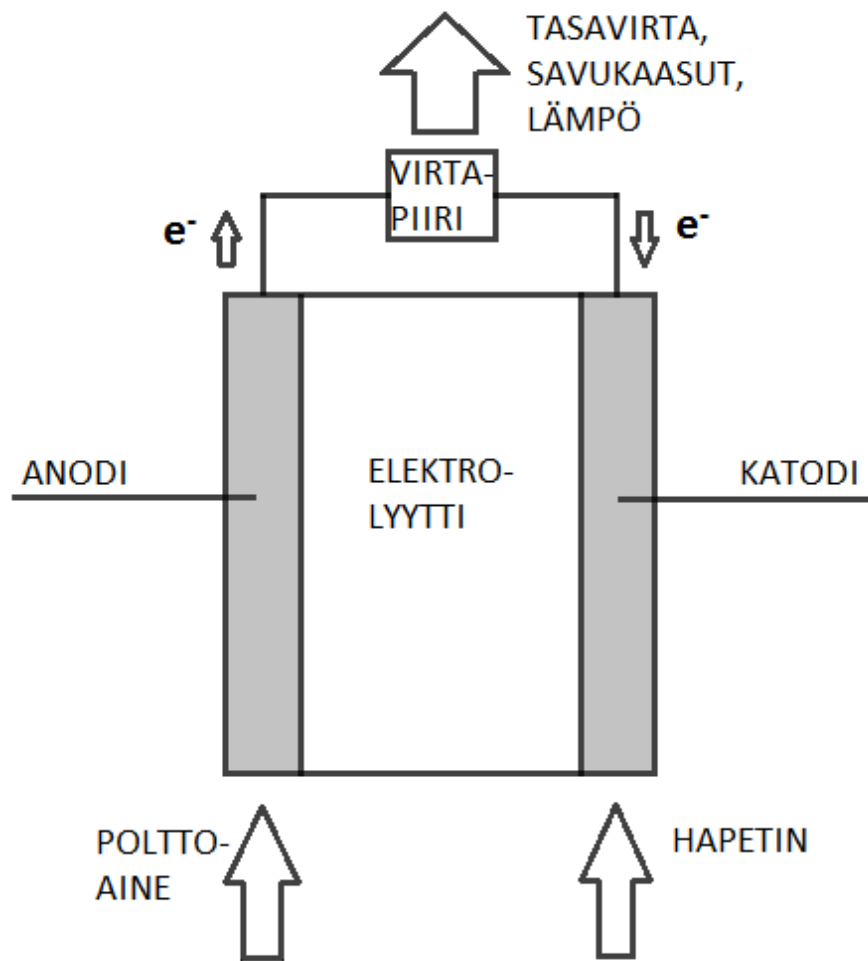 TASAVIRTA,
SAVUKAASUT,
LÄMPÖ
VIRTA-
PIIRI
e-
e-
ANODI
ELEKTRO-
LYYTTI
KATODI
POLTTO-
AINE
HAPETIN